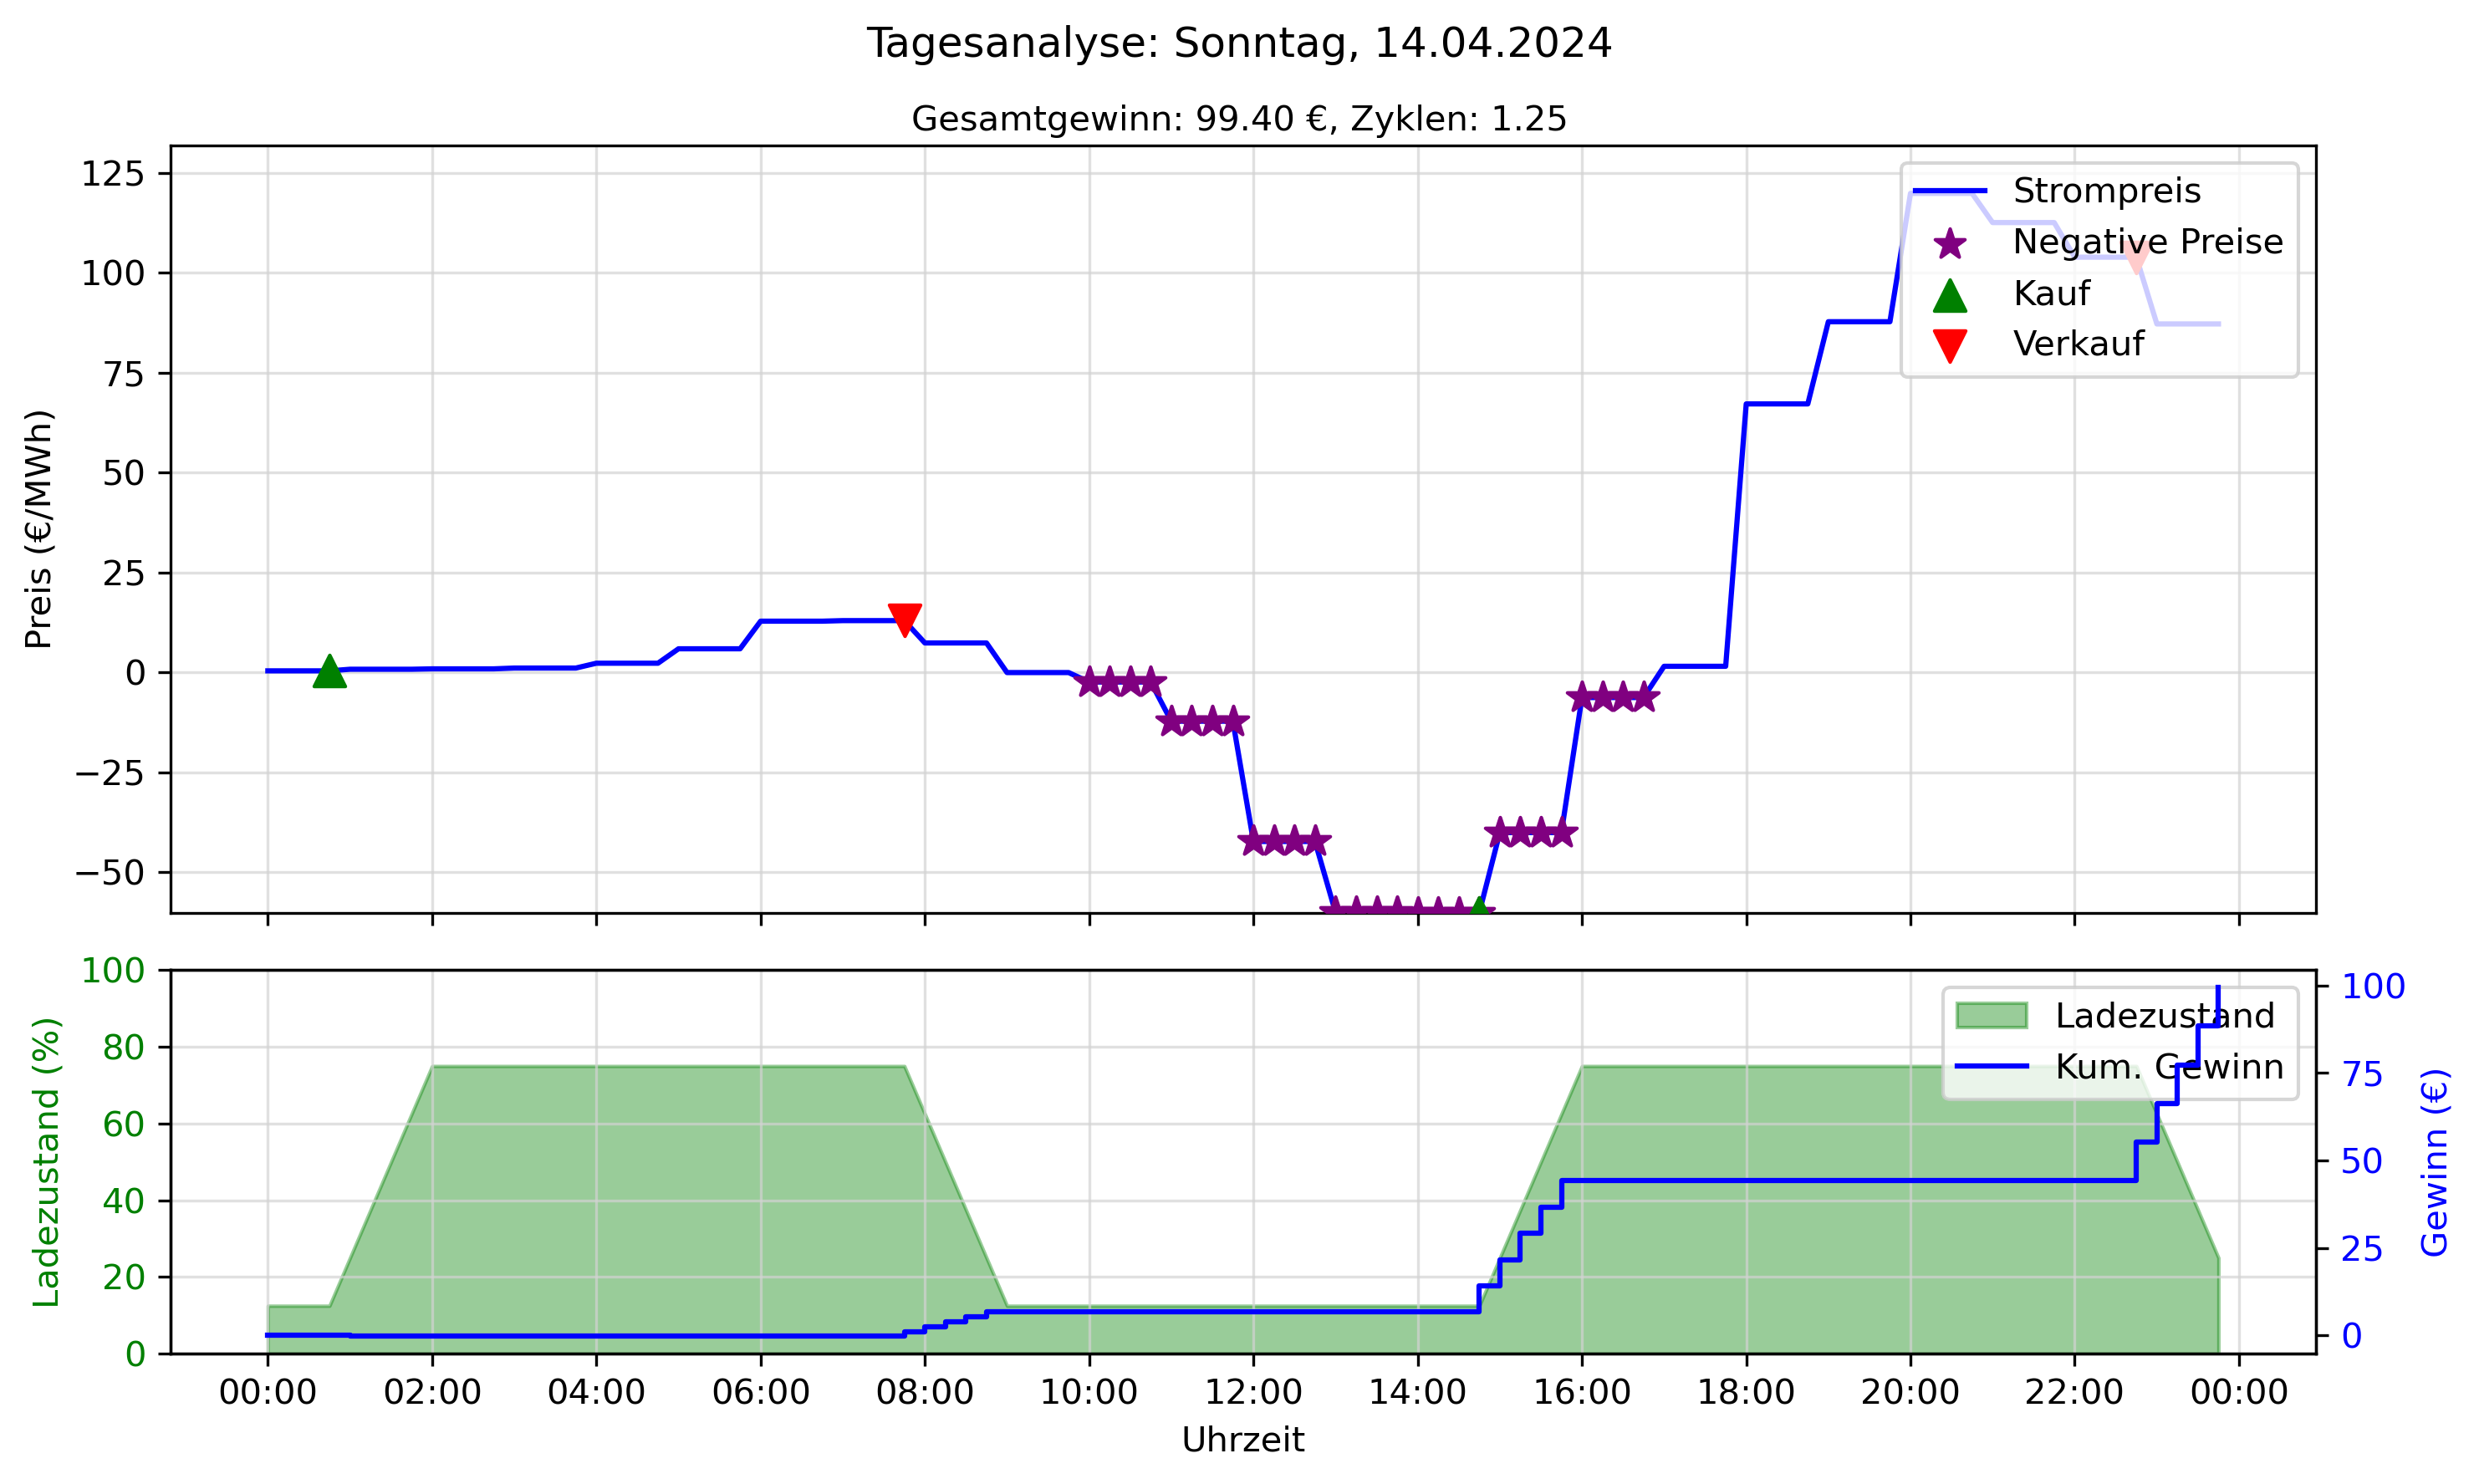 Tagesanalyse: Sonntag, 14.04.2024
Gesamtgewinn: 99.40 €, Zyklen: 1.25
Preis (€/MWh)
125
100
75
50
25
0
−25
−50
Strompreis
Negative Preise
Kauf
Verkauf
Ladezustand (%)
100
80
60
40
20
0
Ladezustand
Kum. Gewinn
100
75
50
25
0
Gewinn (€)
00:00 02:00 04:00 06:00 08:00 10:00 12:00 14:00 16:00 18:00 20:00 22:00 00:00
Uhrzeit